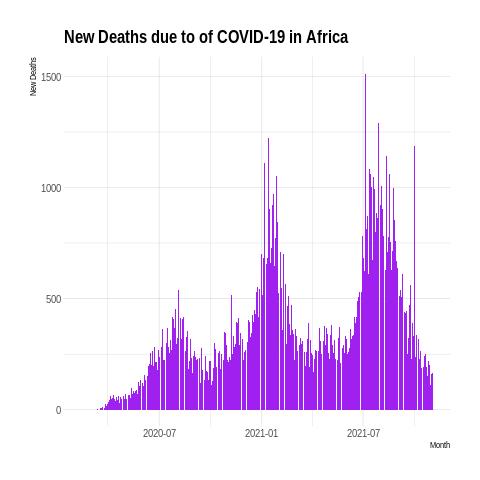 New Deaths due to of COVID-19 in Africa
New Deaths
1500
1000
500
0
2020-07
2021-01
2021-07
Month